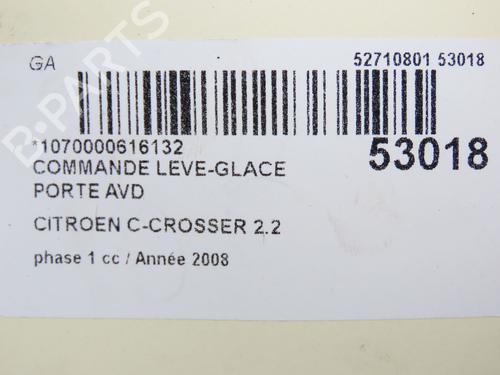 GA
52710801 53018
*1070000616132
53018
COMMANDE LEVE-GLACE
PORTE AVD
CITROEN C-CROSSER 2.2
phase 1 cc / Année 2008
B-PARTS